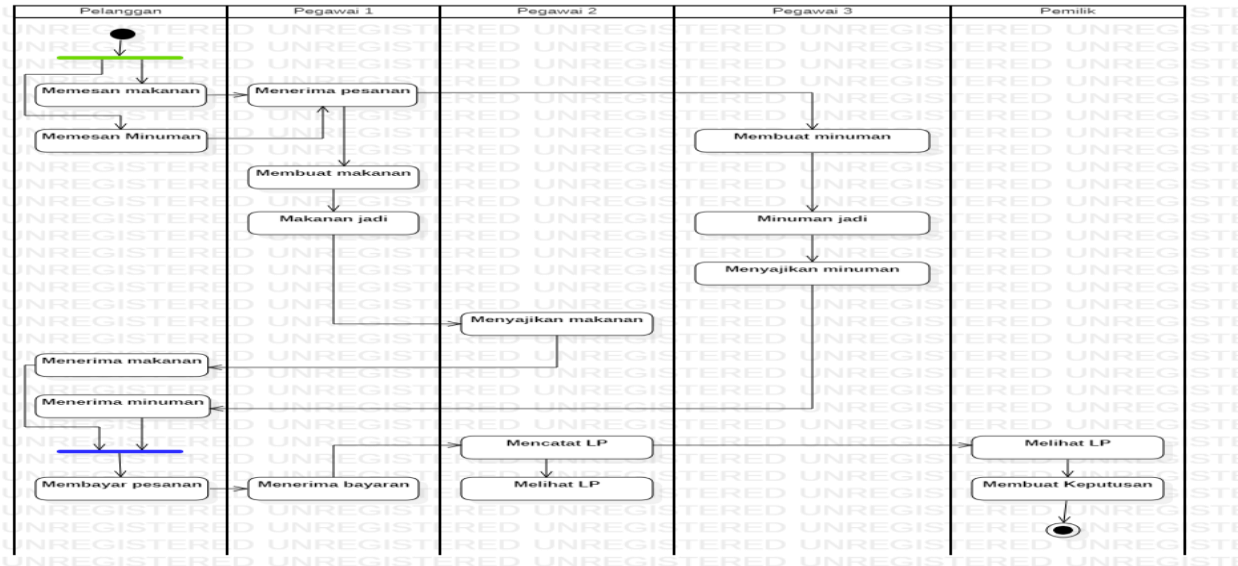 Pelanggan
Pegawai 1
Pegawai 2
Pegawai 3
Pemilik
Memesan makanan
Menerima pesanan
Memesan Minuman
Membuat minuman
Membuat makanan
Makanan jadi
Minuman jadi
Menyajikan minuman
Menyajikan makanan
Menerima makanan
Menerima minuman
Mencatat LP
Melihat LP
Membayar pesanan
Menerima bayaran
Melihat LP
Membuat Keputusan
UNREGISTERED